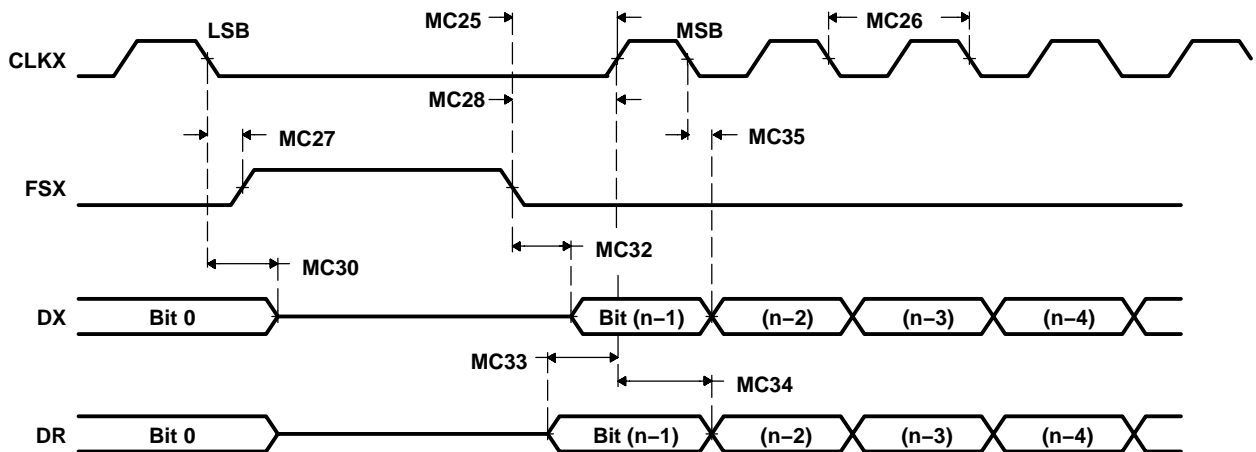 LSB
MC25
MSB
MC26
CLKX
MC28
MC27
MC35
FSX
MC30
MC32
DX
Bit 0
Bit (n−1)
(n−2)
(n−3)
(n−4)
MC33
MC34
DR
Bit 0
Bit (n−1)
(n−2)
(n−3)
(n−4)